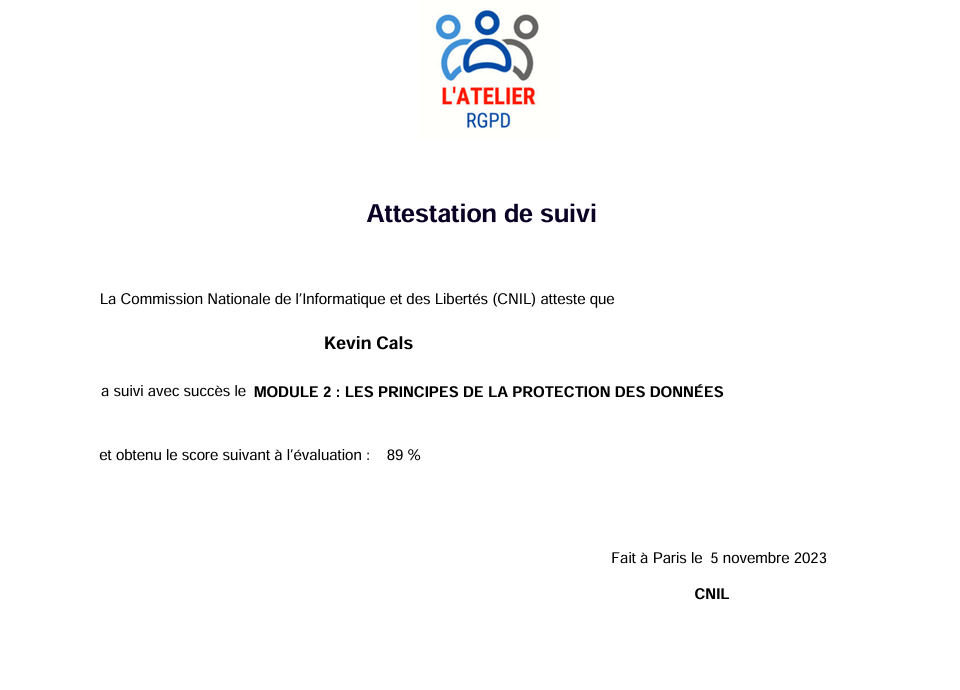 L'ATELIER
RGPD
Attestation de suivi
La Commission Nationale de l'Informatique et des Libertés (CNIL) atteste que
Kevin Cals
a suivi avec succès le MODULE 2 : LES PRINCIPES DE LA PROTECTION DES DONNÉES
et obtenu le score suivant à l'évaluation : 89 %
Fait à Paris le 5 novembre 2023
CNIL